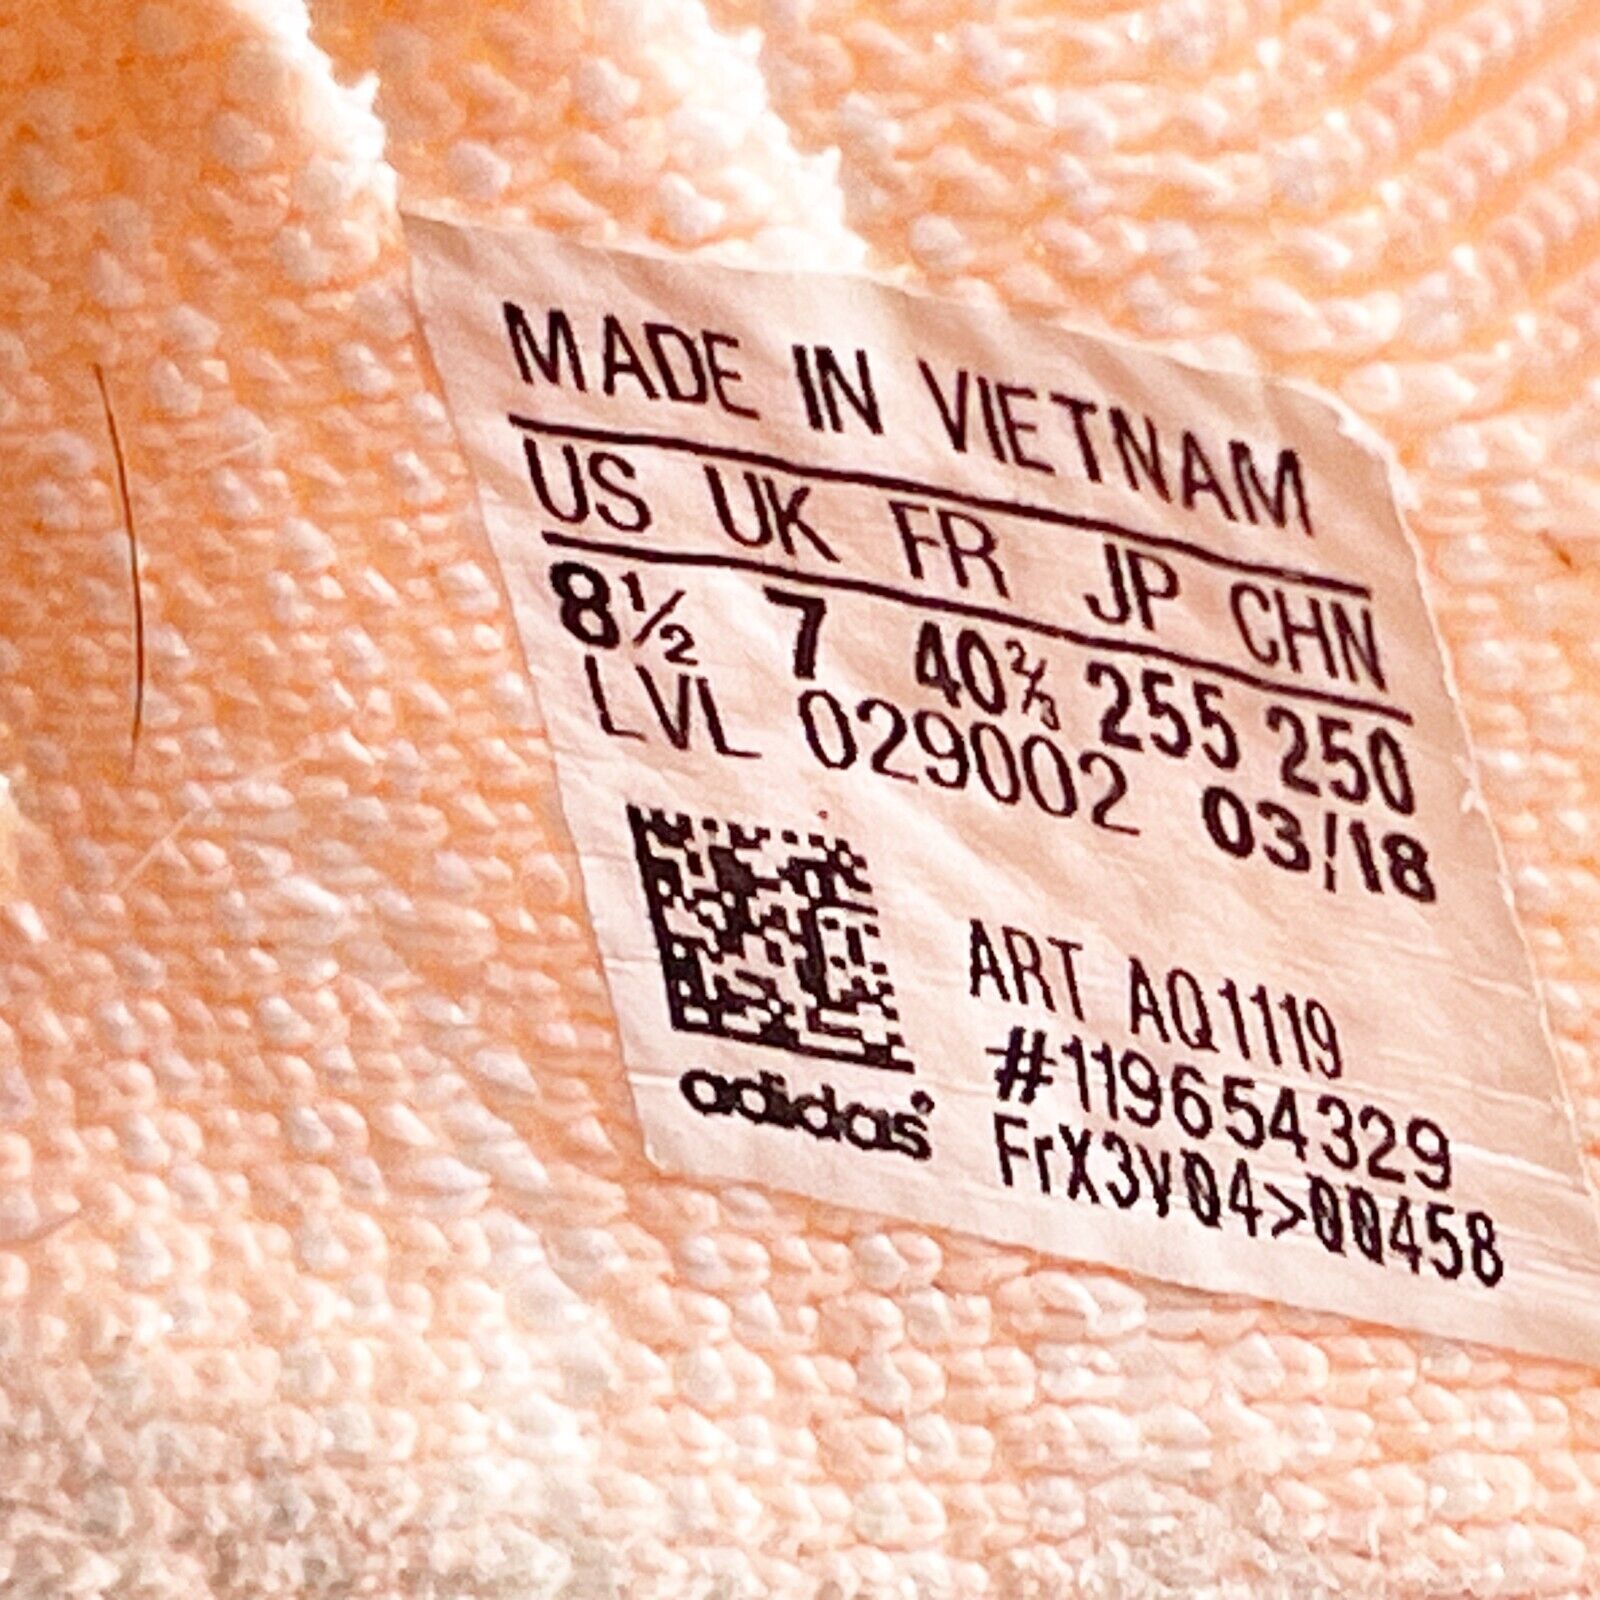 MADE IN VIETNAM
US UK FR JP CHN
8½ 7 40⅔ 255 250
LVL 029002 03/18
ART AQ1119
#119654329
FrX3V04>00458
adidas